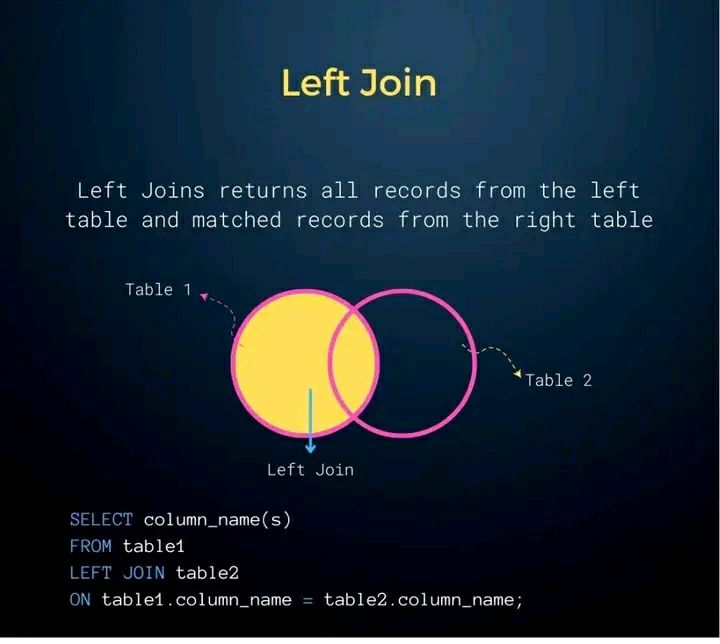 Left Join
Left Joins returns all records from the left
table and matched records from the right table
Table 1
Table 2
Left Join
SELECT column_name(s)
FROM table1
LEFT JOIN table2
ON table1.column_name = table2.column_name;